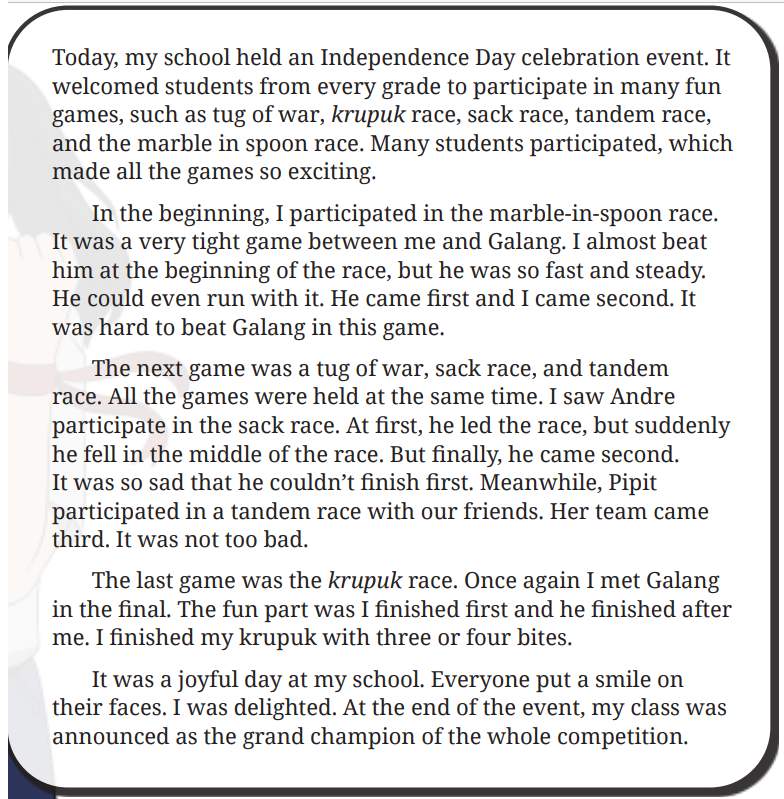 Today, my school held an Independence Day celebration event. It
welcomed students from every grade to participate in many fun
games, such as tug of war, krupuk race, sack race, tandem race,
and the marble in spoon race. Many students participated, which
made all the games so exciting.
In the beginning, I participated in the marble-in-spoon race.
It was a very tight game between me and Galang. I almost beat
him at the beginning of the race, but he was so fast and steady.
He could even run with it. He came first and I came second. It
was hard to beat Galang in this game.
The next game was a tug of war, sack race, and tandem
race. All the games were held at the same time. I saw Andre
participate in the sack race. At first, he led the race, but suddenly
he fell in the middle of the race. But finally, he came second.
It was so sad that he couldn’t finish first. Meanwhile, Pipit
participated in a tandem race with our friends. Her team came
third. It was not too bad.
The last game was the krupuk race. Once again I met Galang
in the final. The fun part was I finished first and he finished after
me. I finished my krupuk with three or four bites.
It was a joyful day at my school. Everyone put a smile on
their faces. I was delighted. At the end of the event, my class was
announced as the grand champion of the whole competition.